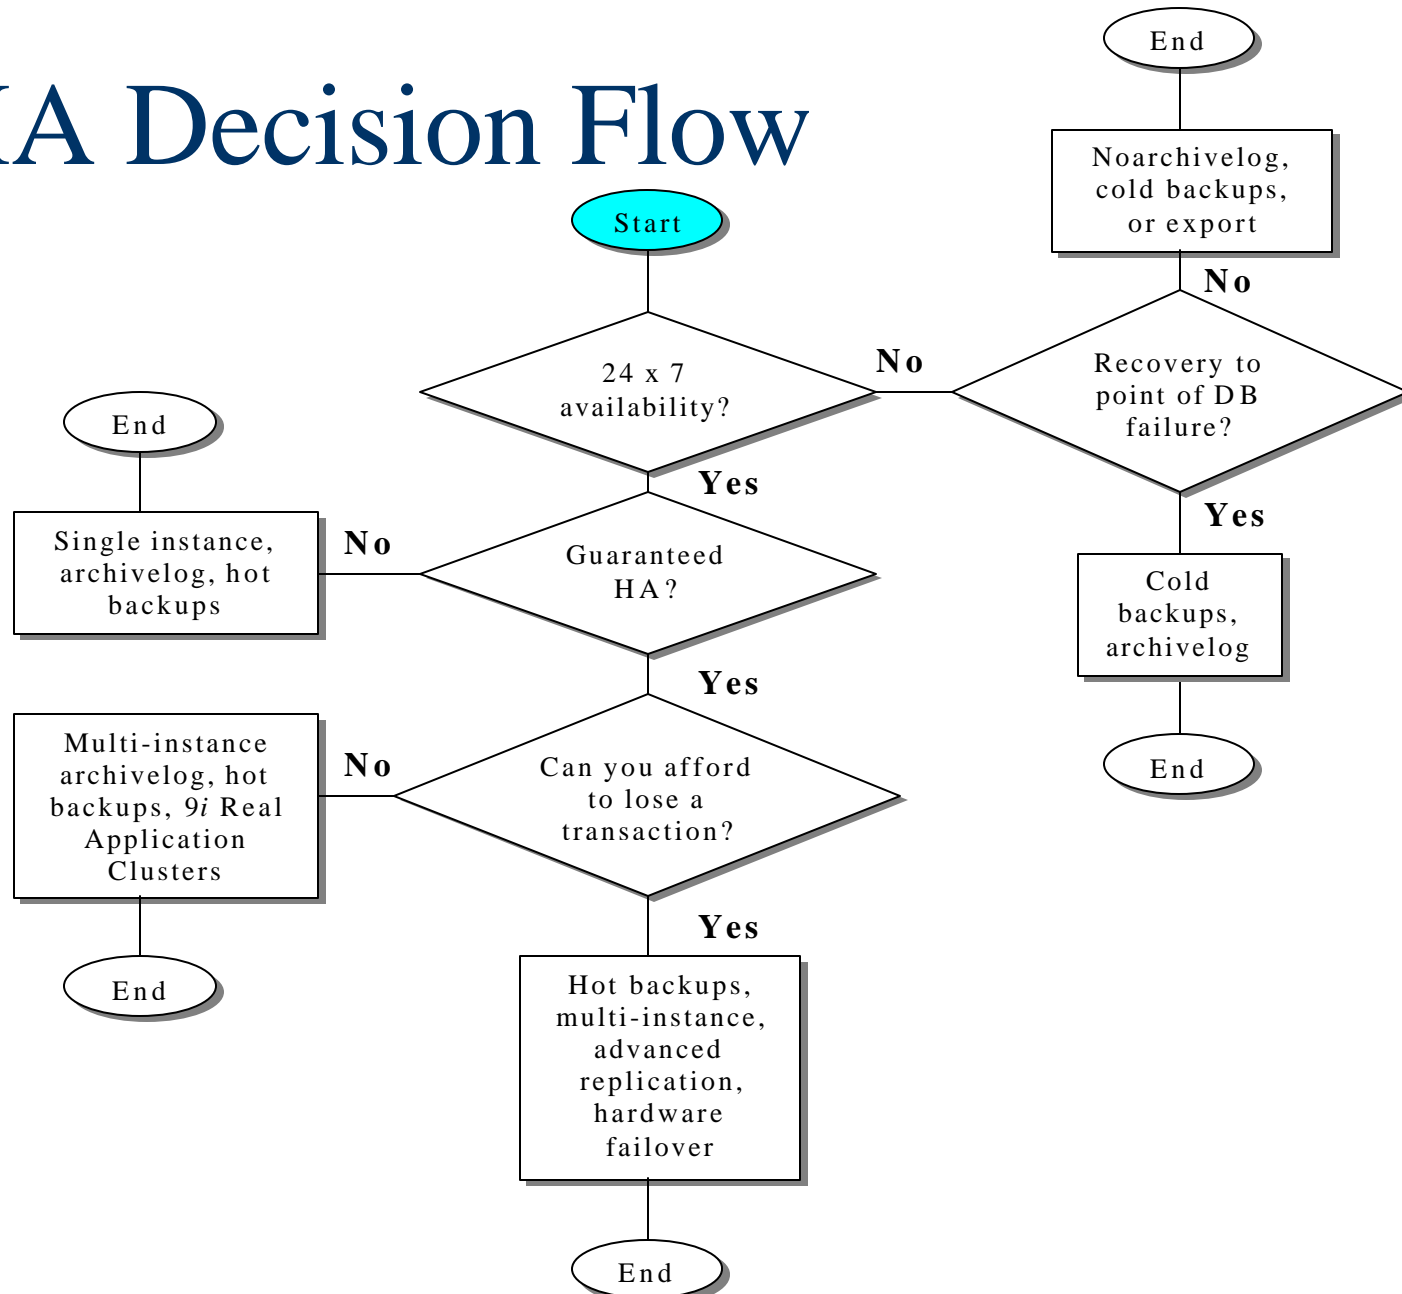 A Decision Flow
Start
24 x 7
availability?
No
Recovery to
point of DB
failure?
No
Noarchivelog,
cold backups,
or export
End
Yes
Cold
backups,
archivelog
End
Yes
Guaranteed
HA?
No
Single instance,
archivelog, hot
backups
End
Yes
Can you afford
to lose a
transaction?
No
Multi-instance
archivelog, hot
backups, 9i Real
Application
Clusters
End
Yes
Hot backups,
multi-instance,
advanced
replication,
hardware
failover
End